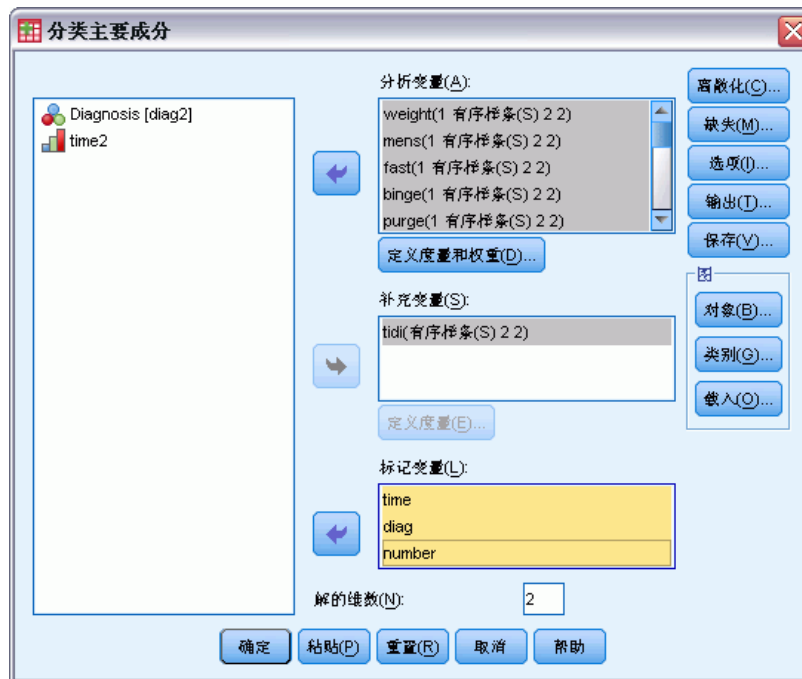 分类主要成分
Diagnosis [diag2]
time2
分析变量(A):
weight(1 有序样条(S) 2 2)
mens(1 有序样条(S) 2 2)
fast(1 有序样条(S) 2 2)
binge(1 有序样条(S) 2 2)
purge(1 有序样条(S) 2 2)
定义度量和权重(D)...
补充变量(S):
tidi(有序样条(S) 2 2)
定义度量(E)...
标记变量(L):
time
diag
number
解的维数(N):
2
离散化(C)...
缺失(M)...
选项(I)...
输出(T)...
保存(V)...
图
对象(B)...
类别(G)...
载入(O)...
确定
粘贴(P)
重置(R)
取消
帮助